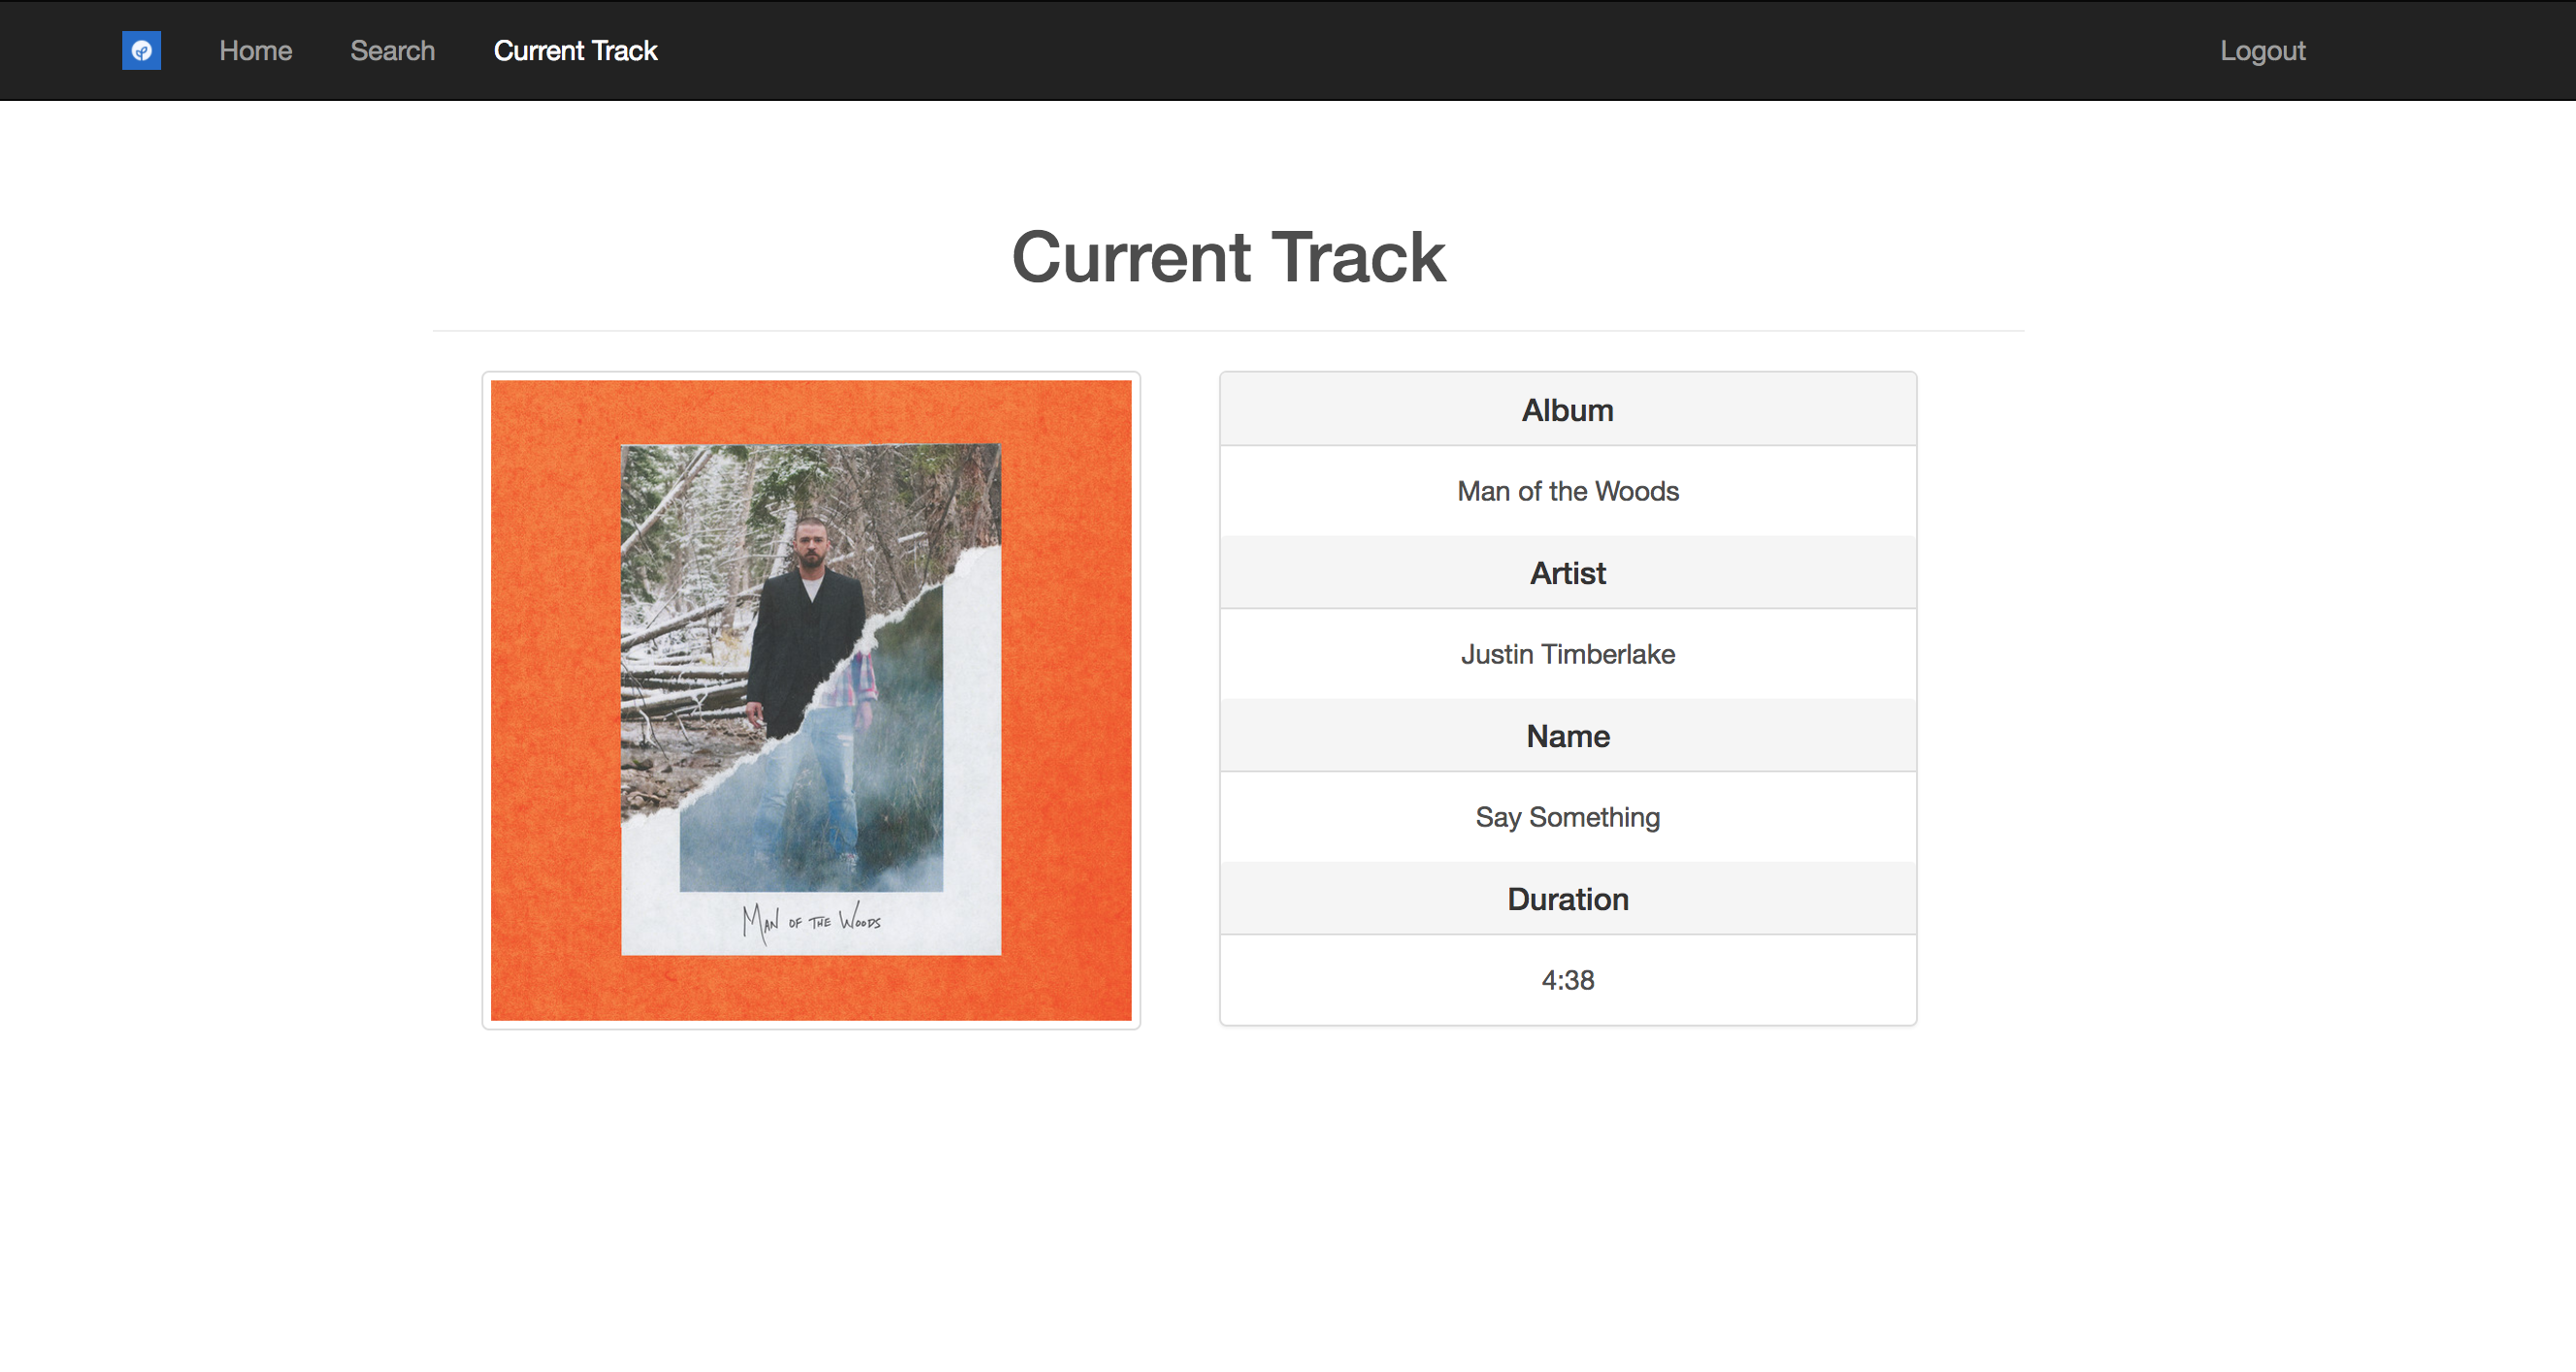 Home Search Current Track Logout
Current Track
MAN OF THE WOODS
Album
Man of the Woods
Artist
Justin Timberlake
Name
Say Something
Duration
4:38